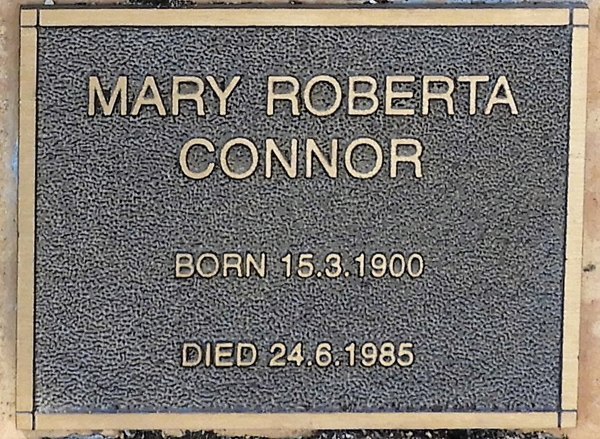 MARY ROBERTA
CONNOR
BORN 15.3.1900
DIED 24.6.1985